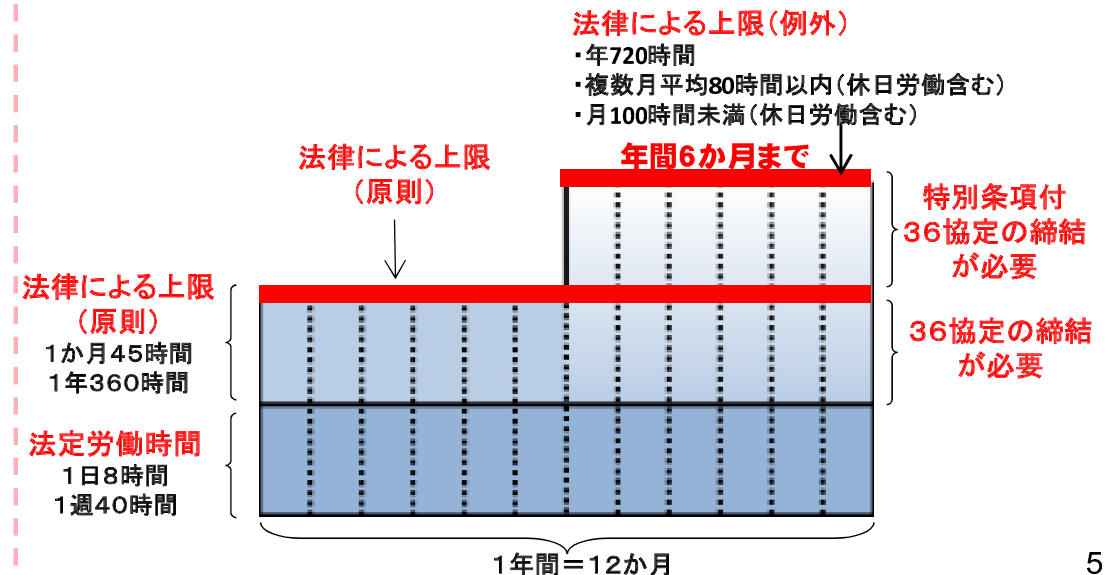 法律による上限（例外）
・年720時間
・複数月平均80時間以内（休日労働含む）
・月100時間未満（休日労働含む）
年間６か月まで
法律による上限
（原則）
特別条項付
３６協定の締結
が必要
法律による上限
（原則）
１か月４５時間
１年３６０時間
３６協定の締結
が必要
法定労働時間
１日８時間
１週４０時間
１年間＝１２か月
5